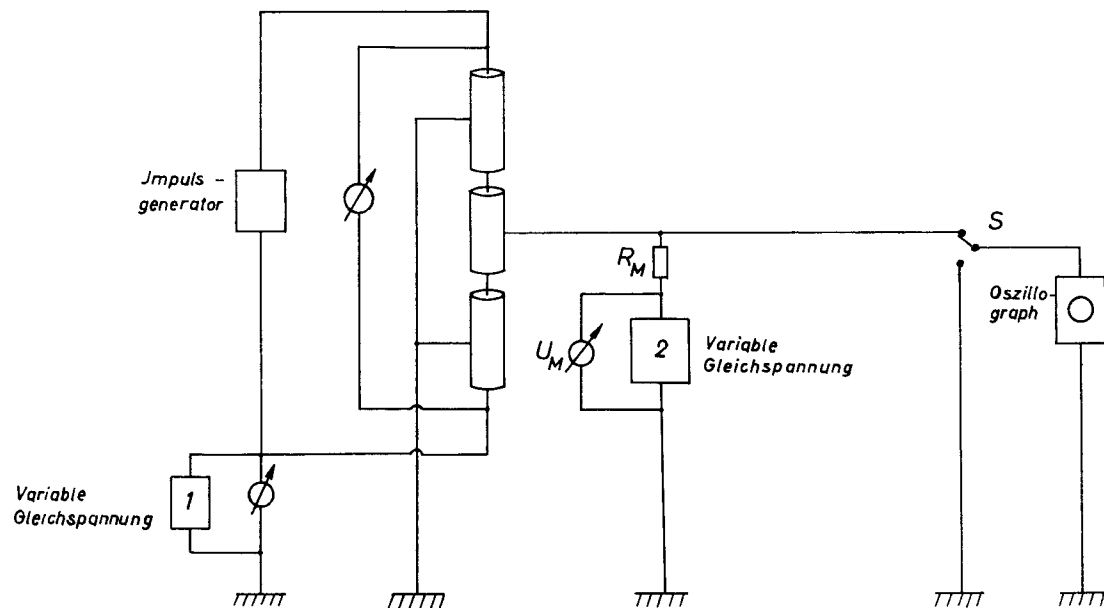 Jmpuls -
generator
S
R_M
Oszillo-
graph
U_M
2
Variable
Gleichspannung
1
Variable
Gleichspannung